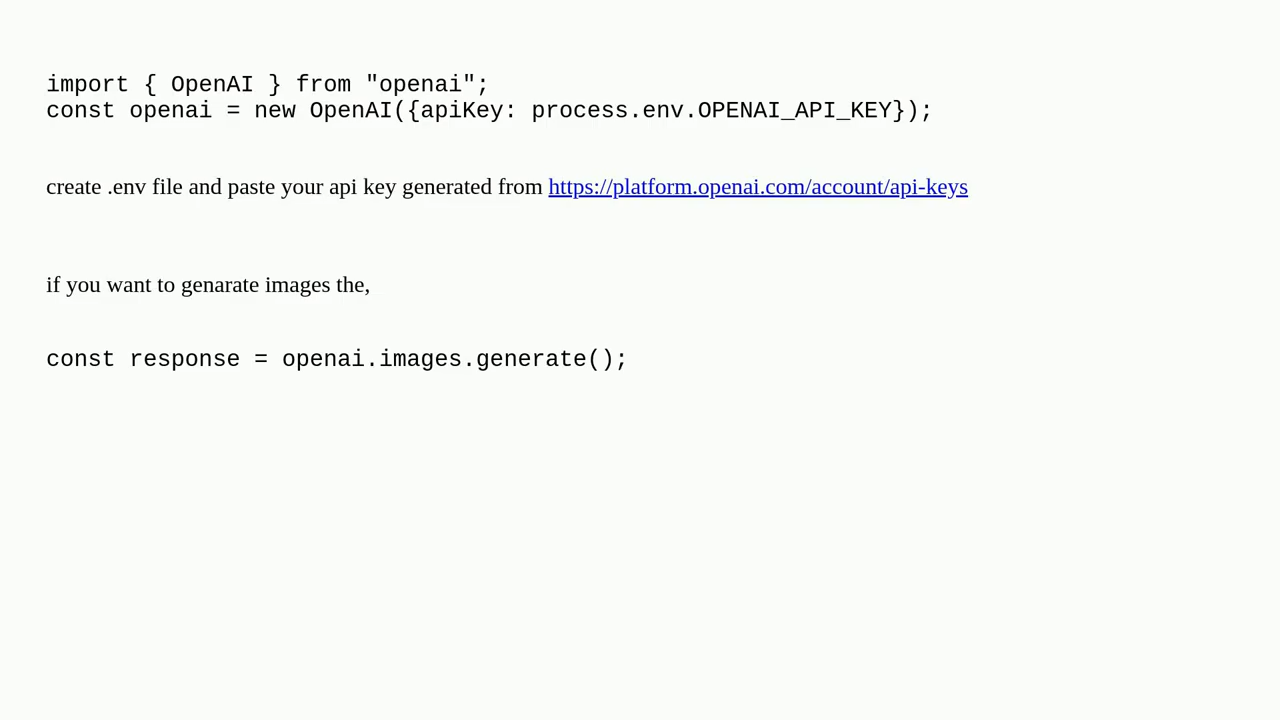 import { OpenAI } from "openai";
const openai = new OpenAI({apiKey: process.env.OPENAI_API_KEY});
create .env file and paste your api key generated from https://platform.openai.com/account/api-keys
if you want to genarate images the,
const response = openai.images.generate();